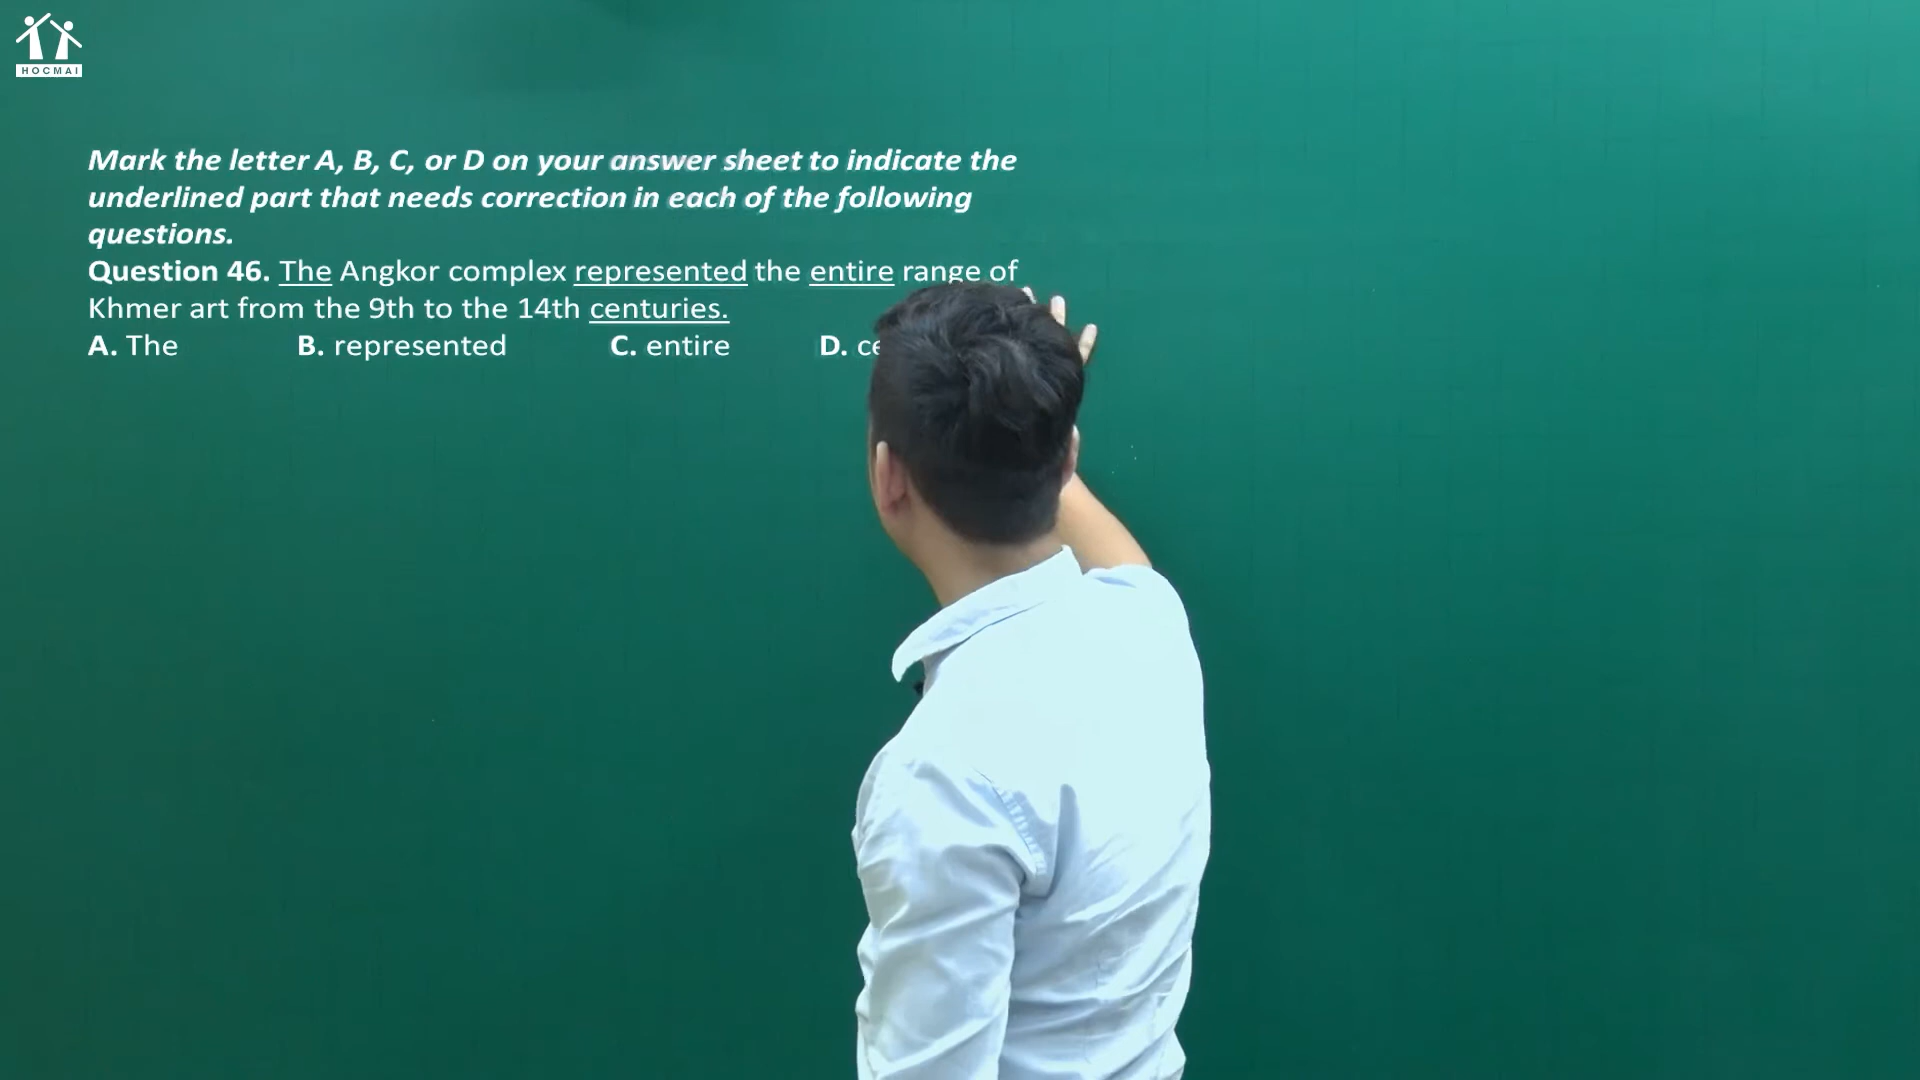 HOCMAI
Mark the letter A, B, C, or D on your answer sheet to indicate the
underlined part that needs correction in each of the following
questions.
Question 46. The Angkor complex represented the entire range of
Khmer art from the 9th to the 14th centuries.
A. The B. represented C. entire D.